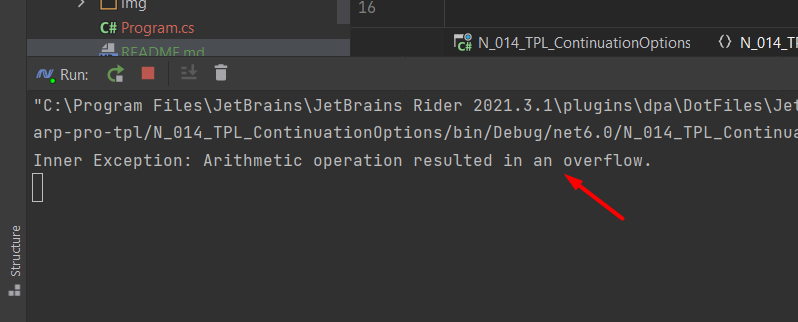 img
16
C# Program.cs
README.md
C# N_014_TPL_ContinuationOptions
N_014_TP
Run:
"C:\Program Files\JetBrains\JetBrains Rider 2021.3.1\plugins\dpa\DotFiles\Jet
arp-pro-tpl/N_014_TPL_ContinuationOptions/bin/Debug/net6.0/N_014_TPL_Continua
Inner Exception: Arithmetic operation resulted in an overflow.
Structure